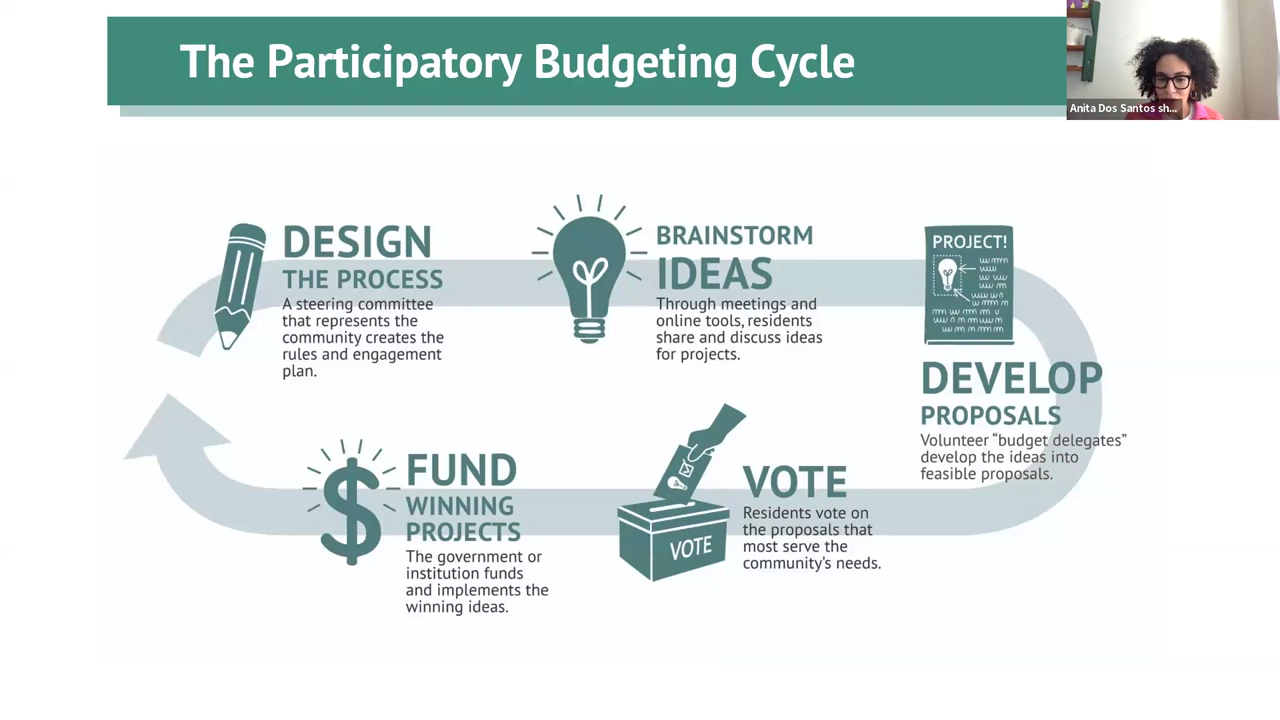 The Participatory Budgeting Cycle
Anita Dos Santos sh...
DESIGN
THE PROCESS
A steering committee
that represents the
community creates the
rules and engagement
plan.
BRAINSTORM
IDEAS
Through meetings and
online tools, residents
share and discuss ideas
for projects.
PROJECT!
DEVELOP
PROPOSALS
Volunteer “budget delegates”
develop the ideas into
feasible proposals.
FUND
WINNING
PROJECTS
The government or
institution funds
and implements the
winning ideas.
VOTE
VOTE
Residents vote on
the proposals that
most serve the
community’s needs.